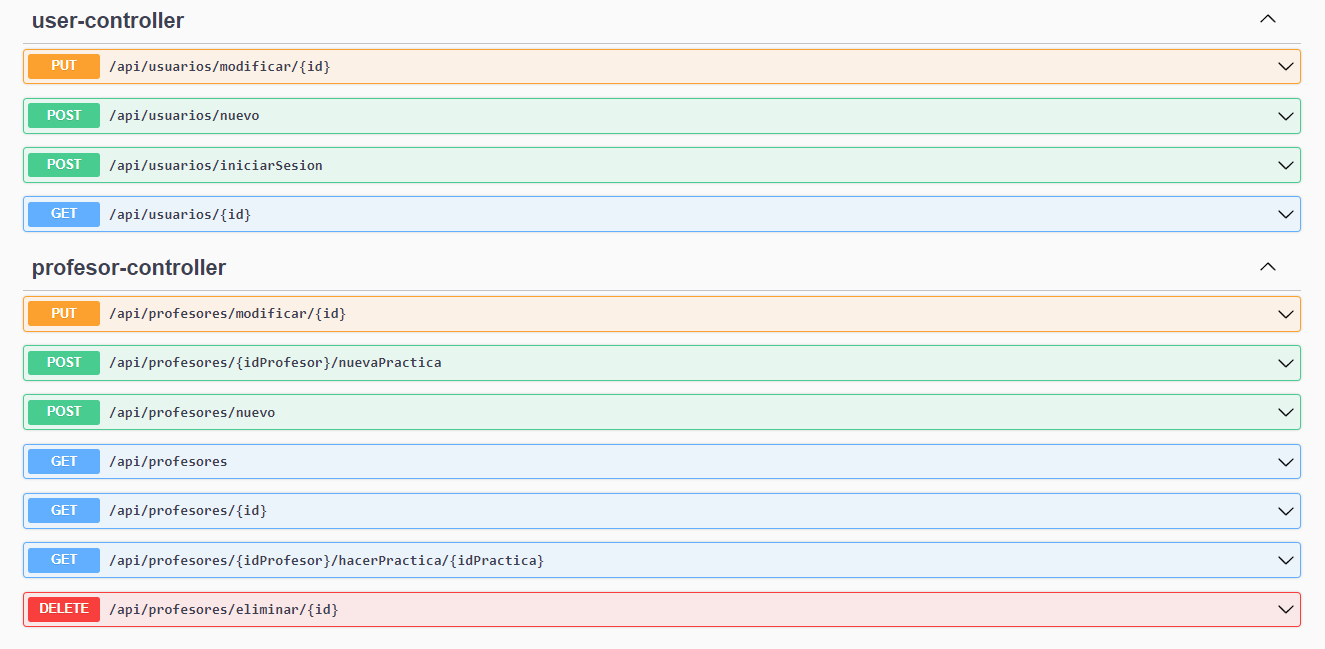 user-controller
PUT /api/usuarios/modificar/{id}
POST /api/usuarios/nuevo
POST /api/usuarios/iniciarSesion
GET /api/usuarios/{id}
profesor-controller
PUT /api/profesores/modificar/{id}
POST /api/profesores/{idProfesor}/nuevaPractica
POST /api/profesores/nuevo
GET /api/profesores
GET /api/profesores/{id}
GET /api/profesores/{idProfesor}/hacerPractica/{idPractica}
DELETE /api/profesores/eliminar/{id}